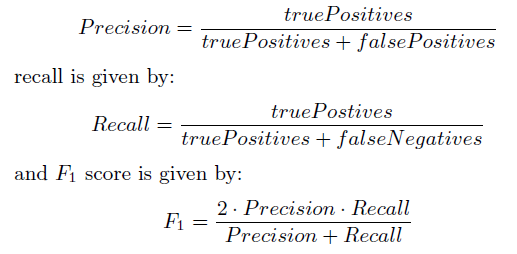 Precision = truePositives / truePositives + falsePositives
recall is given by:
Recall = truePostives / truePositives + falseNegatives
and F₁ score is given by:
F₁ = 2 · Precision · Recall / Precision + Recall